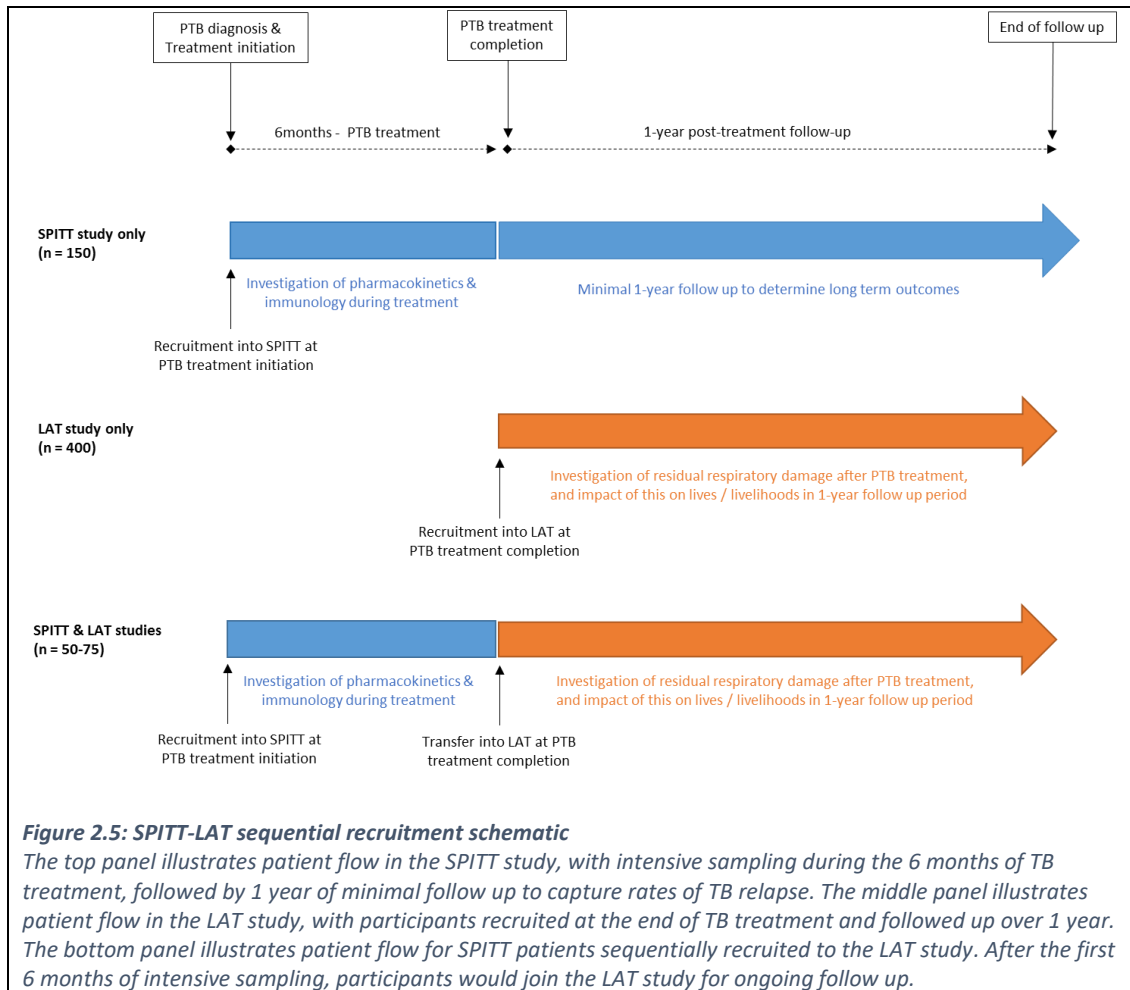 PTB diagnosis &
Treatment initiation
PTB treatment
completion
End of follow up
6months - PTB treatment
1-year post-treatment follow-up
SPITT study only
(n = 150)
Investigation of pharmacokinetics &
immunology during treatment
Minimal 1-year follow up to determine long term outcomes
Recruitment into SPITT at
PTB treatment initiation
LAT study only
(n = 400)
Investigation of residual respiratory damage after PTB treatment,
and impact of this on lives / livelihoods in 1-year follow up period
Recruitment into LAT at
PTB treatment completion
SPITT & LAT studies
(n = 50-75)
Investigation of pharmacokinetics &
immunology during treatment
Investigation of residual respiratory damage after PTB treatment,
and impact of this on lives / livelihoods in 1-year follow up period
Recruitment into SPITT at
PTB treatment initiation
Transfer into LAT at PTB
treatment completion
Figure 2.5: SPITT-LAT sequential recruitment schematic
The top panel illustrates patient flow in the SPITT study, with intensive sampling during the 6 months of TB
treatment, followed by 1 year of minimal follow up to capture rates of TB relapse. The middle panel illustrates
patient flow in the LAT study, with participants recruited at the end of TB treatment and followed up over 1 year.
The bottom panel illustrates patient flow for SPITT patients sequentially recruited to the LAT study. After the first
6 months of intensive sampling, participants would join the LAT study for ongoing follow up.